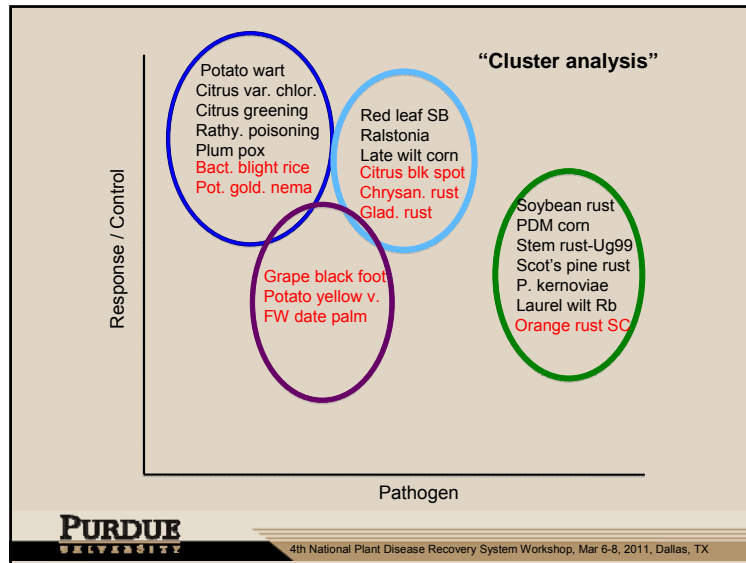 “Cluster analysis”
Potato wart
Citrus var. chlor.
Citrus greening
Rathy. poisoning
Plum pox
Bact. blight rice
Pot. gold. nema
Red leaf SB
Ralstonia
Late wilt corn
Citrus blk spot
Chrysan. rust
Glad. rust
Soybean rust
PDM corn
Stem rust-Ug99
Scot's pine rust
P. kernoviae
Laurel wilt Rb
Orange rust SC
Grape black foot
Potato yellow v.
FW date palm
Response / Control
Pathogen
PURDUE
UNIVERSITY
4th National Plant Disease Recovery System Workshop, Mar 6-8, 2011, Dallas, TX